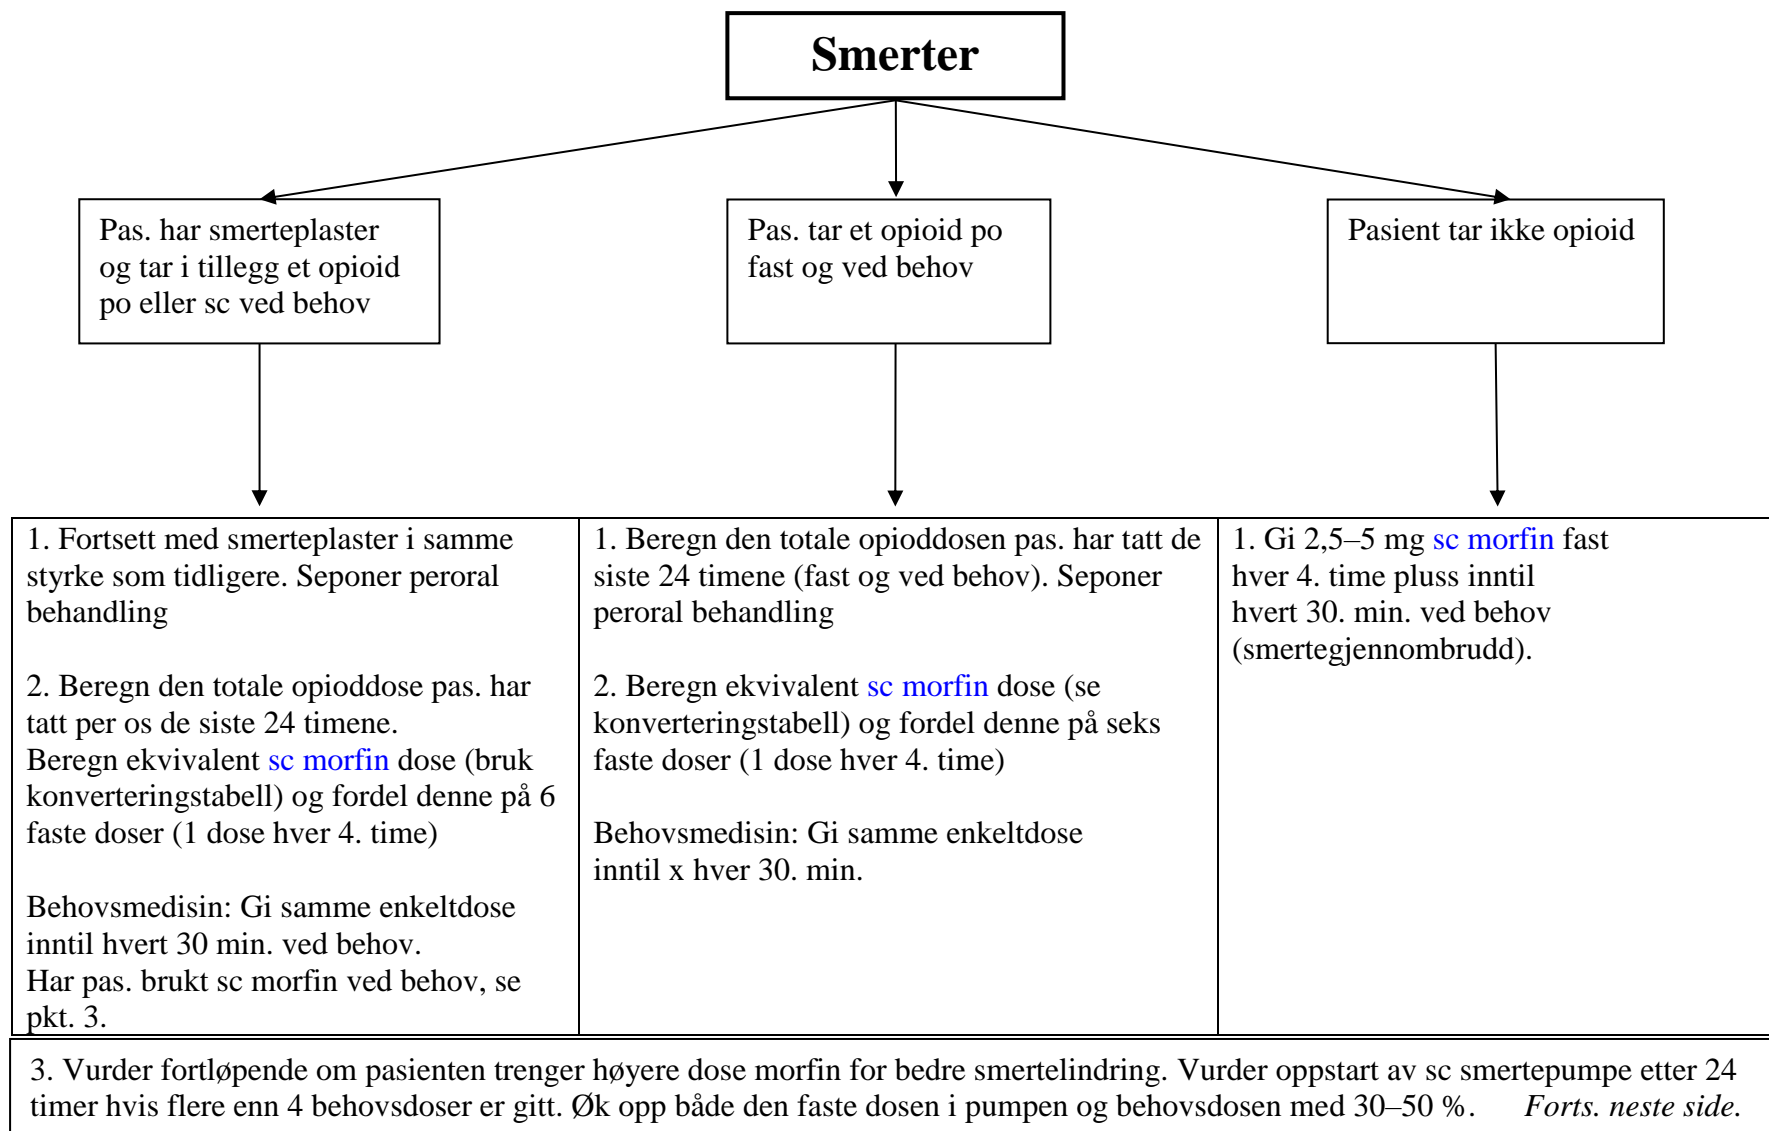 Smerter
Pas. har smerteplaster
og tar i tillegg et opioid
po eller sc ved behov
Pas. tar et opioid po
fast og ved behov
Pasient tar ikke opioid
1. Fortsett med smerteplaster i samme
styrke som tidligere. Seponer peroral
behandling
2. Beregn den totale opioddose pas. har
tatt per os de siste 24 timene.
Beregn ekvivalent sc morfin dose (bruk
konverteringstabell) og fordel denne på 6
faste doser (1 dose hver 4. time)
Behovsmedisin: Gi samme enkeltdose
inntil hvert 30 min. ved behov.
Har pas. brukt sc morfin ved behov, se
pkt. 3.
1. Beregn den totale opioddosen pas. har tatt de
siste 24 timene (fast og ved behov). Seponer
peroral behandling
2. Beregn ekvivalent sc morfin dose (se
konverteringstabell) og fordel denne på seks
faste doser (1 dose hver 4. time)
Behovsmedisin: Gi samme enkeltdose
inntil x hver 30. min.
1. Gi 2,5–5 mg sc morfin fast
hver 4. time pluss inntil
hvert 30. min. ved behov
(smertegjennombrudd).
3. Vurder fortløpende om pasienten trenger høyere dose morfin for bedre smertelindring. Vurder oppstart av sc smertepumpe etter 24
timer hvis flere enn 4 behovsdoser er gitt. Øk opp både den faste dosen i pumpen og behovsdosen med 30–50 %. Forts. neste side.